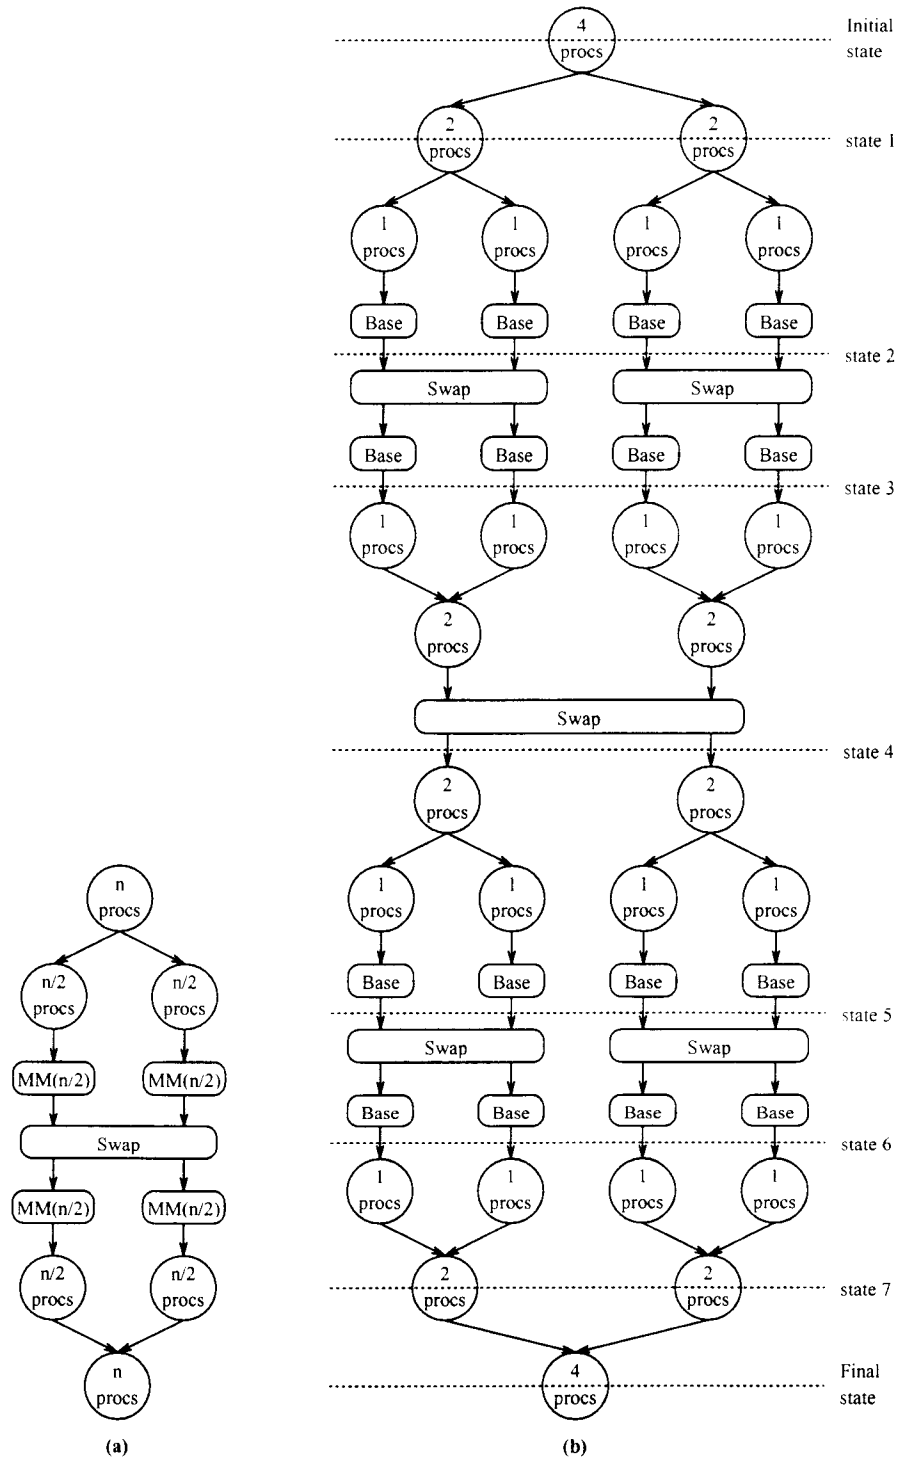 4
procs
Initial
state
2
procs
2
procs
state 1
1
procs
1
procs
1
procs
1
procs
Base
Base
Base
Base
state 2
Swap
Swap
Base
Base
Base
Base
state 3
1
procs
1
procs
1
procs
1
procs
2
procs
2
procs
Swap
state 4
2
procs
2
procs
1
procs
1
procs
1
procs
1
procs
Base
Base
Base
Base
state 5
Swap
Swap
Base
Base
Base
Base
state 6
1
procs
1
procs
1
procs
1
procs
2
procs
2
procs
state 7
4
procs
Final
state
(b)
n
procs
n/2
procs
n/2
procs
MM(n/2)
MM(n/2)
Swap
MM(n/2)
MM(n/2)
n/2
procs
n/2
procs
n
procs
(a)